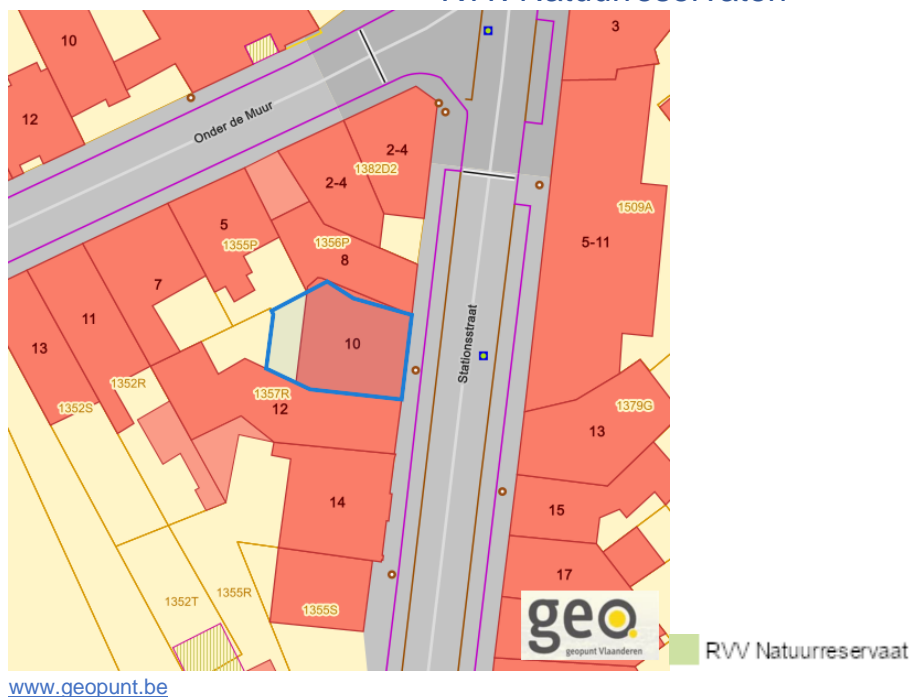 RVV Natuurreservaten
10
3
12
Onder de Muur
2-4
1382D2
2-4
5
1355P
1356P
8
1509A
5-11
7
11
13
10
Stationsstraat
1352R
1352S
1357R
12
1379G
13
14
15
17
1352T
1355R
1355S
geo
geopunt Vlaanderen
RVV Natuurreservaat
www.geopunt.be